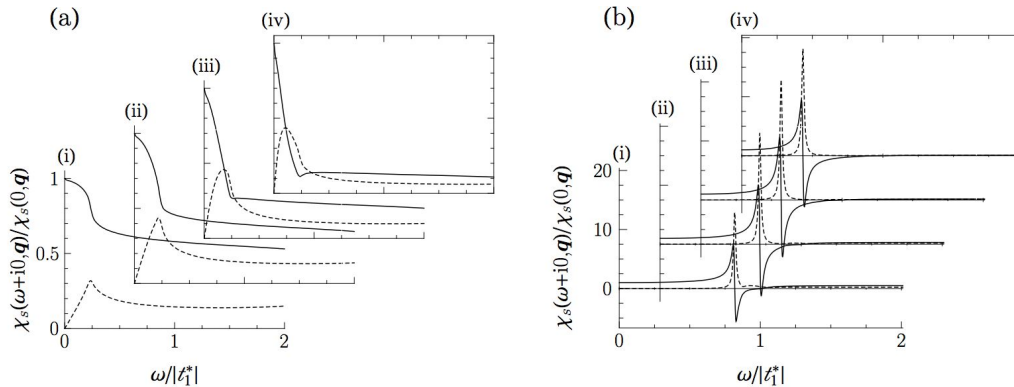 (a)
(iv)
(iii)
(ii)
(i)
1
0.5
0
0
1
2
χs(ω+i0,q)/χs(0,q)
ω/|t₁*|
(b)
(iv)
(iii)
(ii)
(i)
20
10
0
0
1
2
χs(ω+i0,q)/χs(0,q)
ω/|t₁*|